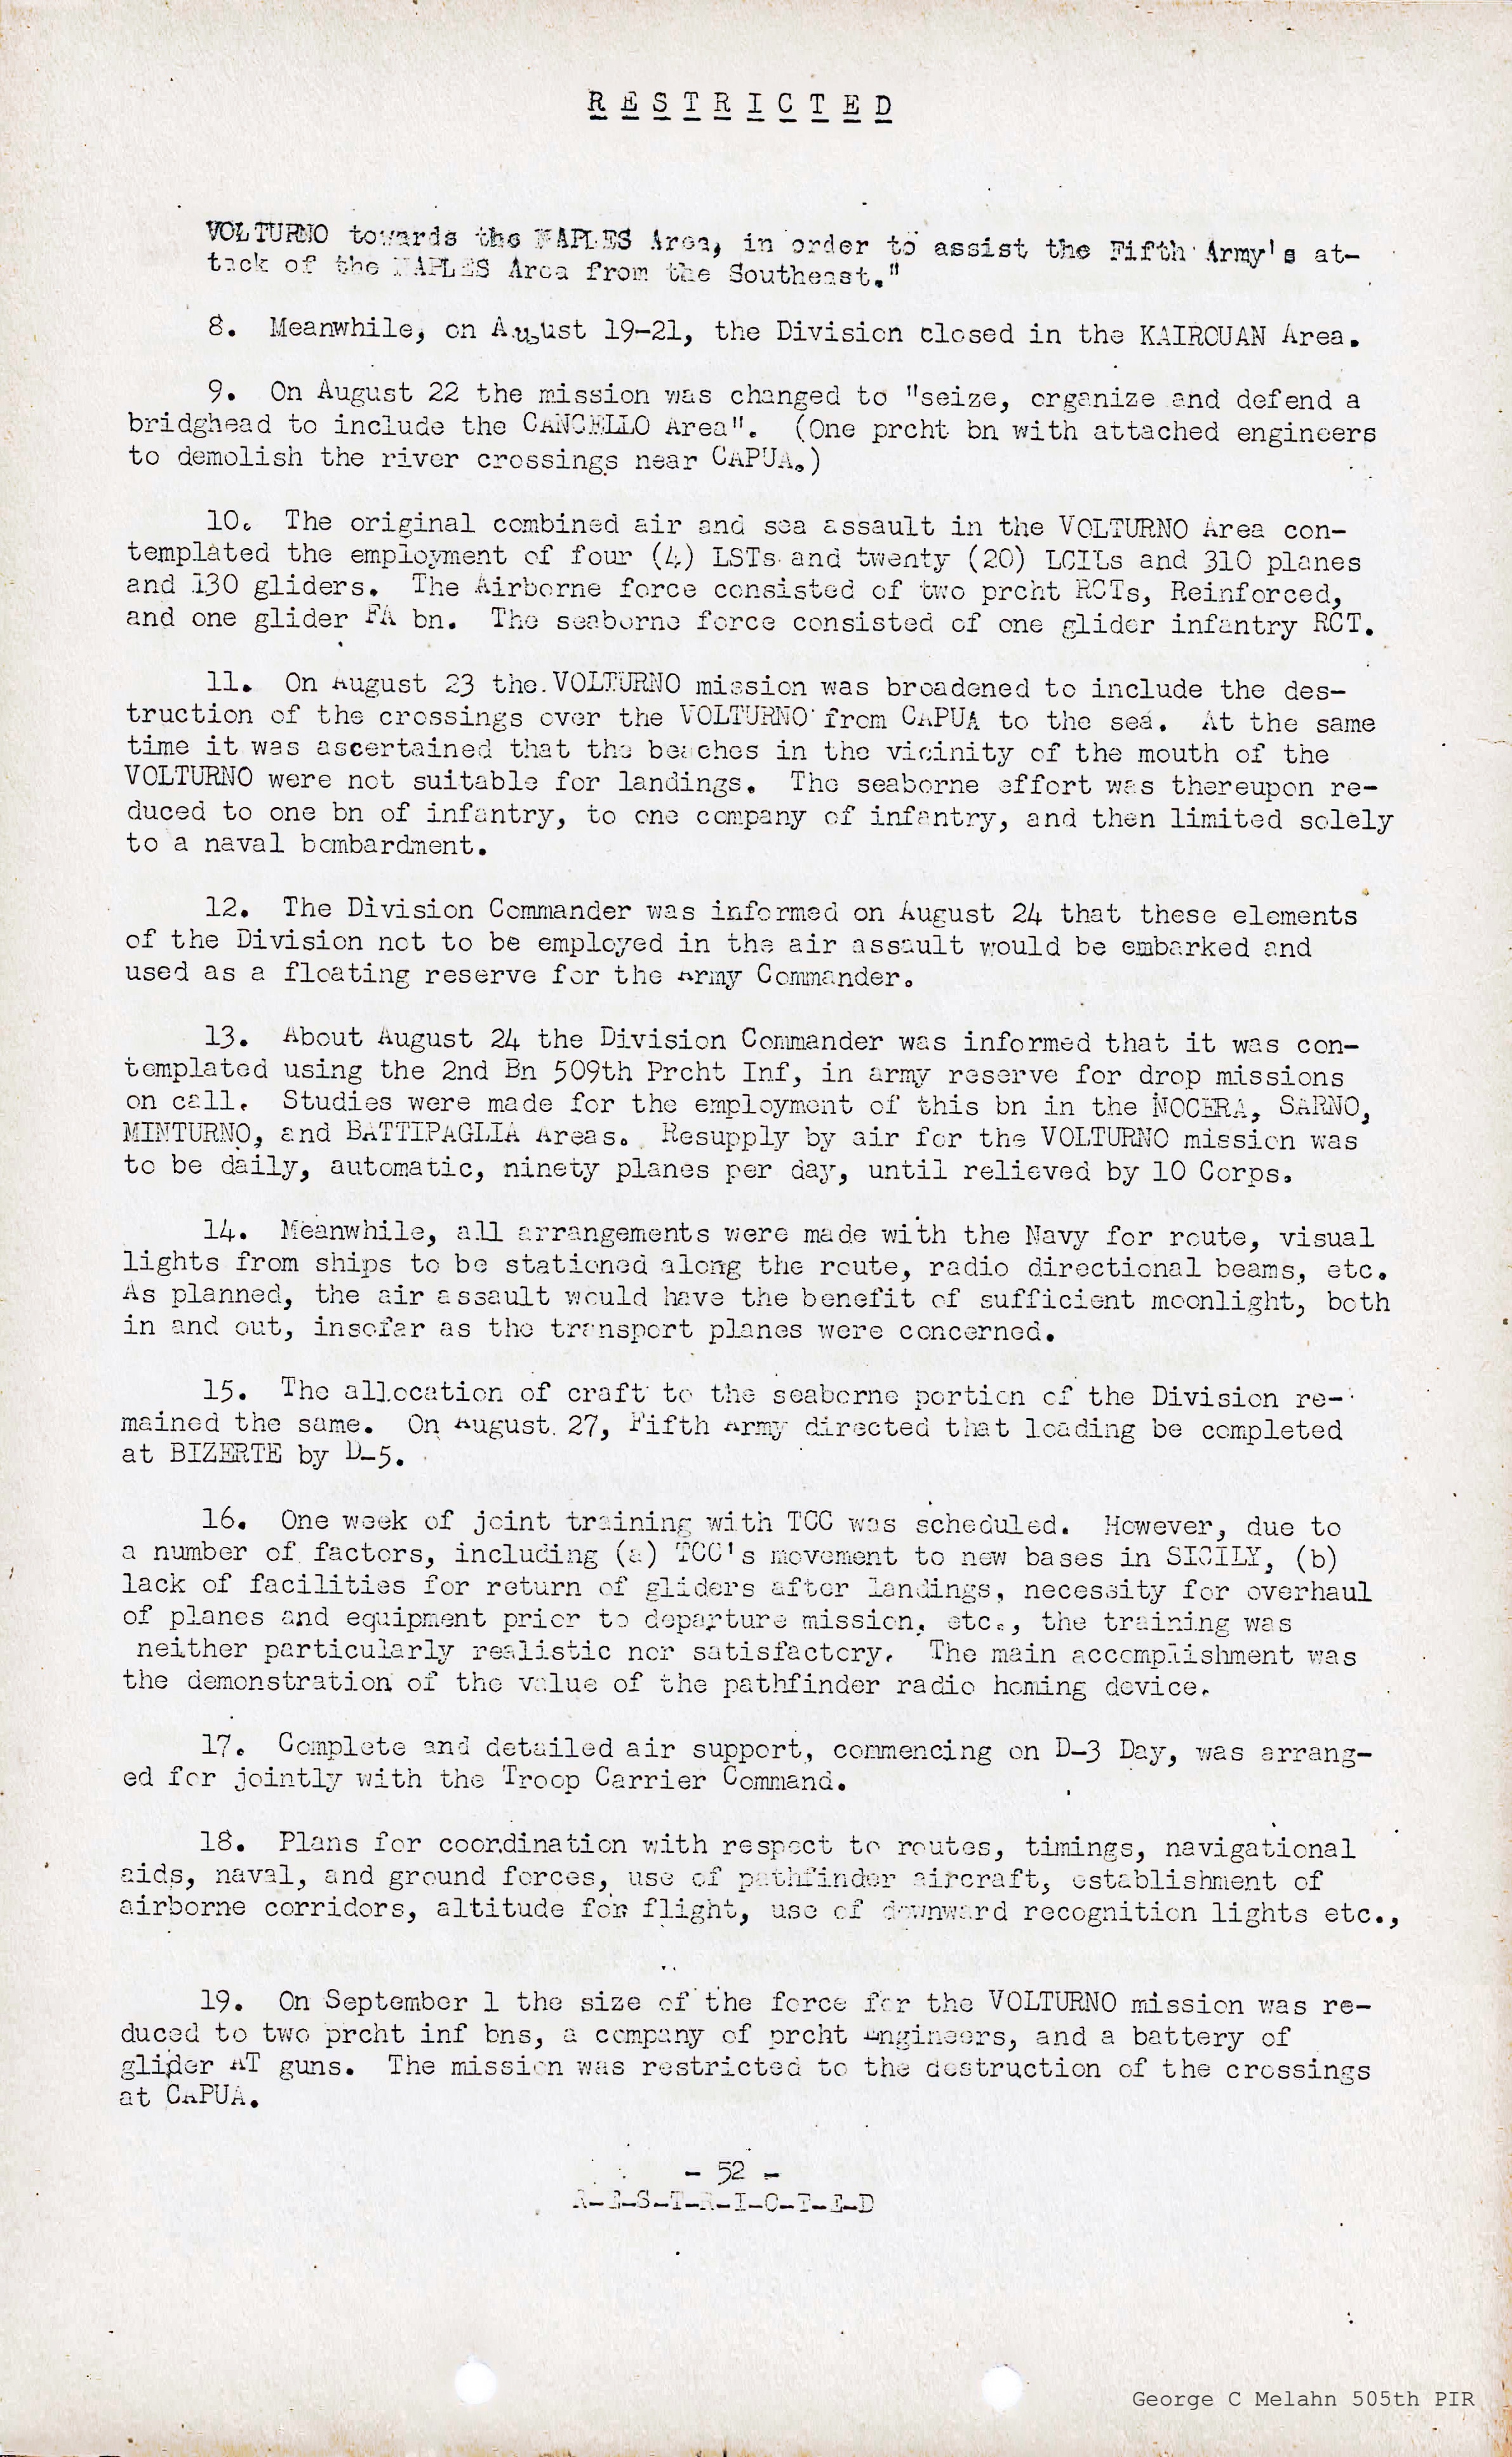 R E S T R I C T E D
VOLTURNO towards the NAPLES Area, in order to assist the Fifth Army's at-
tack of the NAPLES Area from the Southeast."
8. Meanwhile, on August 19-21, the Division closed in the KAIROUAN Area.
9. On August 22 the mission was changed to "seize, organize and defend a
bridghead to include the CANCELLO Area". (One prcht bn with attached engineers
to demolish the river crossings near CAPUA.)
10. The original combined air and sea assault in the VOLTURNO Area con-
templated the employment of four (4) LSTs and twenty (20) LCILs and 310 planes
and 130 gliders. The Airborne force consisted of two prcht RCTs, Reinforced,
and one glider FA bn. The seaborne force consisted of one glider infantry RCT.
11. On August 23 the VOLTURNO mission was broadened to include the des-
truction of the crossings over the VOLTURNO from CAPUA to the sea. At the same
time it was ascertained that the beaches in the vicinity of the mouth of the
VOLTURNO were not suitable for landings. The seaborne effort was thereupon re-
duced to one bn of infantry, to one company of infantry, and then limited solely
to a naval bombardment.
12. The Division Commander was informed on August 24 that these elements
of the Division not to be employed in the air assault would be embarked and
used as a floating reserve for the Army Commander.
13. About August 24 the Division Commander was informed that it was con-
templated using the 2nd Bn 509th Prcht Inf, in army reserve for drop missions
on call. Studies were made for the employment of this bn in the NOCERA, SARNO,
MINTURNO, and BATTIPAGLIA Areas. Resupply by air for the VOLTURNO mission was
to be daily, automatic, ninety planes per day, until relieved by 10 Corps.
14. Meanwhile, all arrangements were made with the Navy for route, visual
lights from ships to be stationed along the route, radio directional beams, etc.
As planned, the air assault would have the benefit of sufficient moonlight, both
in and out, insofar as the transport planes were concerned.
15. The allocation of craft to the seaborne portion of the Division re-
mained the same. On August 27, Fifth Army directed that loading be completed
at BIZERTE by D-5.
16. One week of joint training with TCC was scheduled. However, due to
a number of factors, including (a) TCC's movement to new bases in SICILY, (b)
lack of facilities for return of gliders after landings, necessity for overhaul
of planes and equipment prior to departure mission, etc., the training was
neither particularly realistic nor satisfactory. The main accomplishment was
the demonstration of the value of the pathfinder radio homing device.
17. Complete and detailed air support, commencing on D-3 Day, was arrang-
ed for jointly with the Troop Carrier Command.
18. Plans for coordination with respect to routes, timings, navigational
aids, naval, and ground forces, use of pathfinder aircraft, establishment of
airborne corridors, altitude for flight, use of downward recognition lights etc.,
19. On September 1 the size of the force for the VOLTURNO mission was re-
duced to two prcht inf bns, a company of prcht Engineers, and a battery of
glider AT guns. The mission was restricted to the destruction of the crossings
at CAPUA.
- 52 -
R-E-S-T-R-I-C-T-E-D
George C Melahn 505th PIR